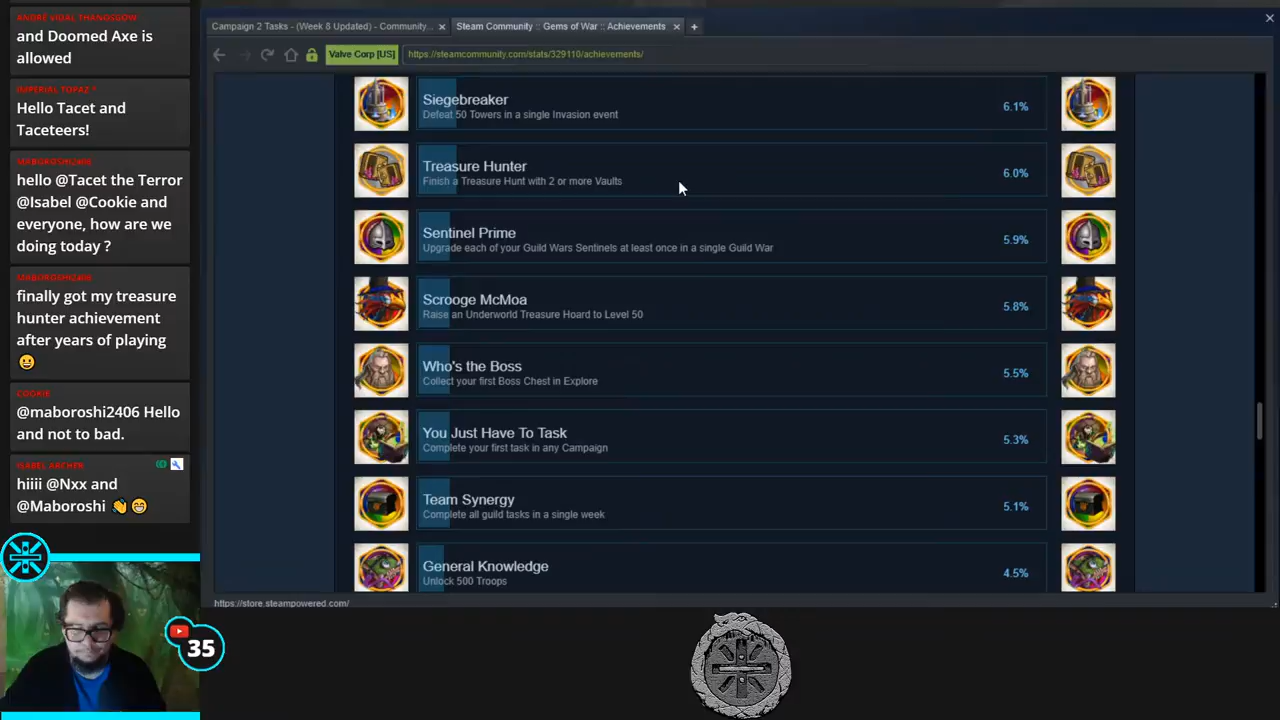 ANDRÉ VIDAL THANOSGOW
and Doomed Axe is
allowed
IMPERIAL TOPAZ *
Hello Tacet and
Taceteers!
MABOROSHI2406
hello @Tacet the Terror
@Isabel @Cookie and
everyone, how are we
doing today ?
MABOROSHI2406
finally got my treasure
hunter achievement
after years of playing
COOKIE
@maboroshi2406 Hello
and not to bad.
ISABEL ARCHER
hiiii @Nxx and
@Maboroshi
35
Campaign 2 Tasks - (Week 8 Updated) - Community...
Steam Community :: Gems of War :: Achievements
Valve Corp [US]
https://steamcommunity.com/stats/329110/achievements/
Siegebreaker
Defeat 50 Towers in a single Invasion event
6.1%
Treasure Hunter
Finish a Treasure Hunt with 2 or more Vaults
6.0%
Sentinel Prime
Upgrade each of your Guild Wars Sentinels at least once in a single Guild War
5.9%
Scrooge McMoa
Raise an Underworld Treasure Hoard to Level 50
5.8%
Who's the Boss
Collect your first Boss Chest in Explore
5.5%
You Just Have To Task
Complete your first task in any Campaign
5.3%
Team Synergy
Complete all guild tasks in a single week
5.1%
General Knowledge
Unlock 500 Troops
4.5%
https://store.steampowered.com/